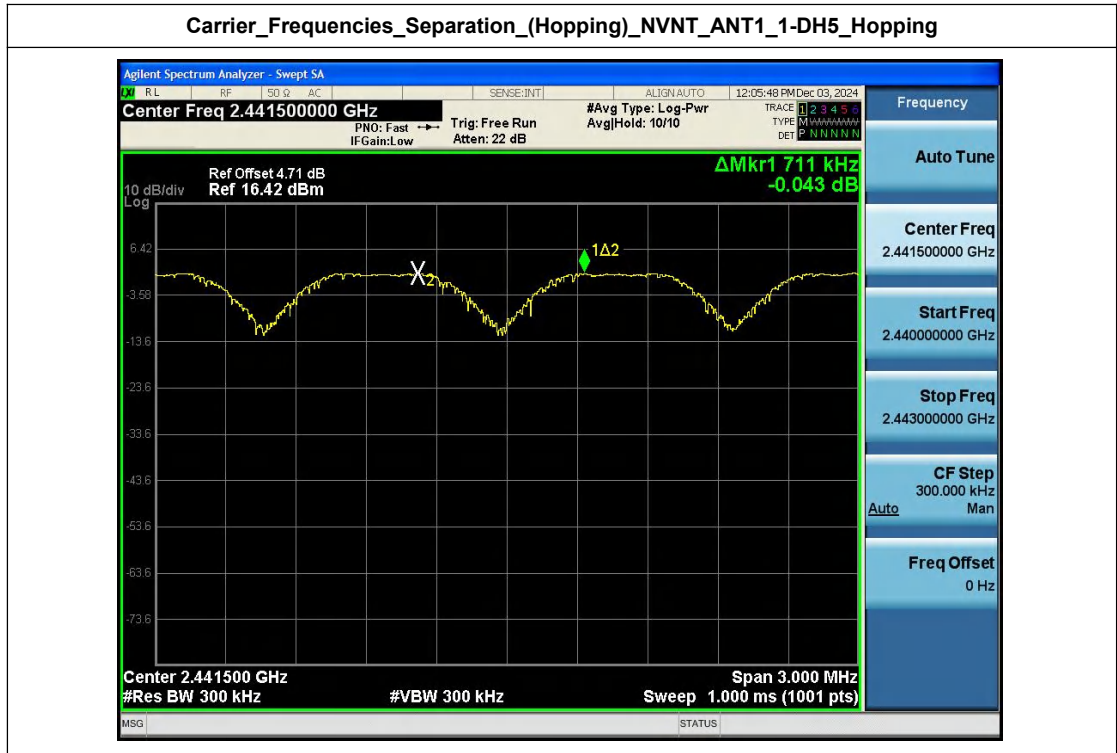 Carrier_Frequencies_Separation_(Hopping)_NVNT_ANT1_1-DH5_Hopping
Agilent Spectrum Analyzer - Swept SA
LXI RL RF 50 Ω AC SENSE:INT ALIGN AUTO 12:05:48 PM Dec 03, 2024
Center Freq 2.441500000 GHz
PNO: Fast
IFGain:Low
Trig: Free Run
Atten: 22 dB
#Avg Type: Log-Pwr
Avg|Hold: 10/10
TRACE 1 2 3 4 5 6
TYPE M WWWWW
DET P N N N N N
Ref Offset 4.71 dB
10 dB/div Ref 16.42 dBm
Log
ΔMkr1 711 kHz
-0.043 dB
6.42
-3.58
-13.6
-23.6
-33.6
-43.6
-53.6
-63.6
-73.6
X2
1Δ2
Center 2.441500 GHz Span 3.000 MHz
#Res BW 300 kHz #VBW 300 kHz Sweep 1.000 ms (1001 pts)
MSG STATUS
Frequency
Auto Tune
Center Freq
2.441500000 GHz
Start Freq
2.440000000 GHz
Stop Freq
2.443000000 GHz
CF Step
300.000 kHz
Auto Man
Freq Offset
0 Hz